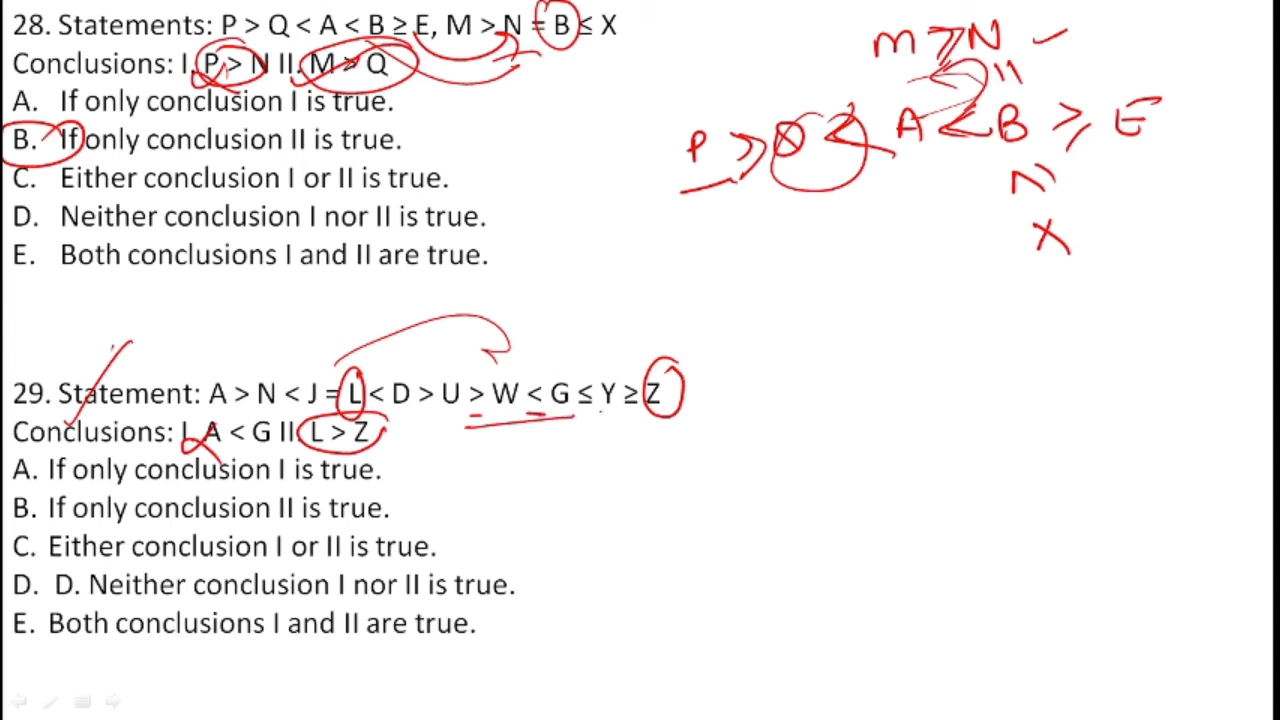 28. Statements: P > Q < A < B ≥ E, M > N = B ≤ X
Conclusions: I. P > N II. M > Q
A. If only conclusion I is true.
B. If only conclusion II is true.
C. Either conclusion I or II is true.
D. Neither conclusion I nor II is true.
E. Both conclusions I and II are true.
M > N
||
P > Q < A < B ≥ E
X
29. Statement: A > N < J = L < D > U > W < G ≤ Y ≥ Z
Conclusions: I. A < G II. L > Z
A. If only conclusion I is true.
B. If only conclusion II is true.
C. Either conclusion I or II is true.
D. D. Neither conclusion I nor II is true.
E. Both conclusions I and II are true.